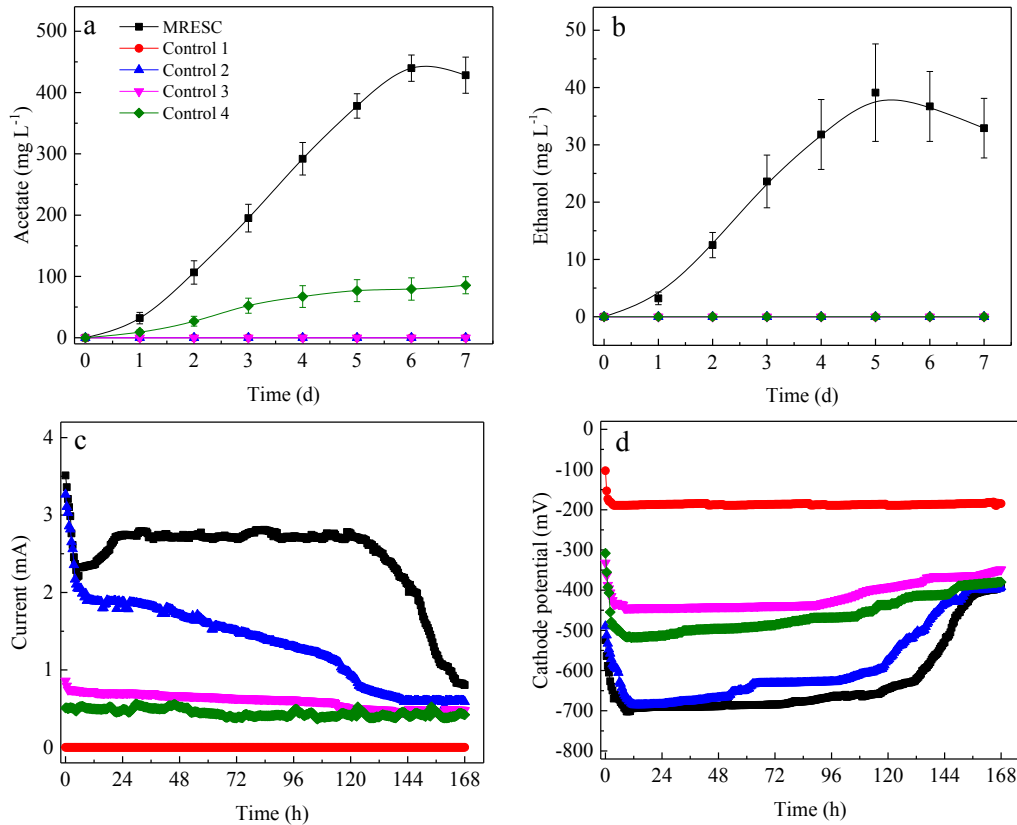 a
MRESC
Control 1
Control 2
Control 3
Control 4
Acetate (mg L⁻¹)
500
400
300
200
100
0
0 1 2 3 4 5 6 7
Time (d)
b
Ethanol (mg L⁻¹)
50
40
30
20
10
0
0 1 2 3 4 5 6 7
Time (d)
c
Current (mA)
4
3
2
1
0
0 24 48 72 96 120 144 168
Time (h)
d
Cathode potential (mV)
0
-100
-200
-300
-400
-500
-600
-700
-800
0 24 48 72 96 120 144 168
Time (h)